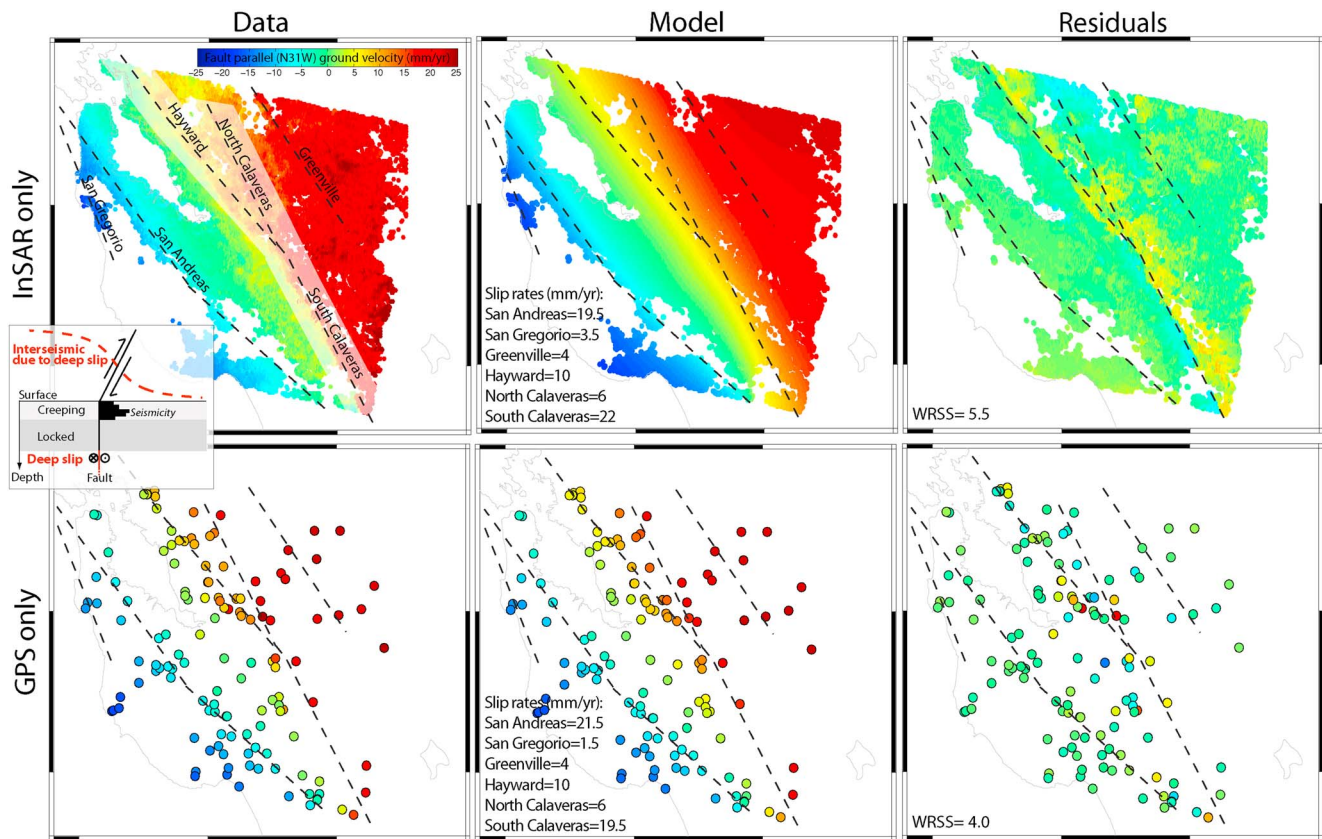 Data
Model
Residuals
InSAR only
Fault parallel (N31W) ground velocity (mm/yr)
−25 −20 −15 −10 −5 0 5 10 15 20 25
Hayward
North Calaveras
Greenville
San Gregorio
San Andreas
South Calaveras
Slip rates (mm/yr):
San Andreas=19.5
San Gregorio=3.5
Greenville=4
Hayward=10
North Calaveras=6
South Calaveras=22
WRSS= 5.5
Interseismic
due to deep slip
Surface
Creeping
Seismicity
Locked
Deep slip
Depth
Fault
GPS only
Slip rates (mm/yr):
San Andreas=21.5
San Gregorio=1.5
Greenville=4
Hayward=10
North Calaveras=6
South Calaveras=19.5
WRSS= 4.0